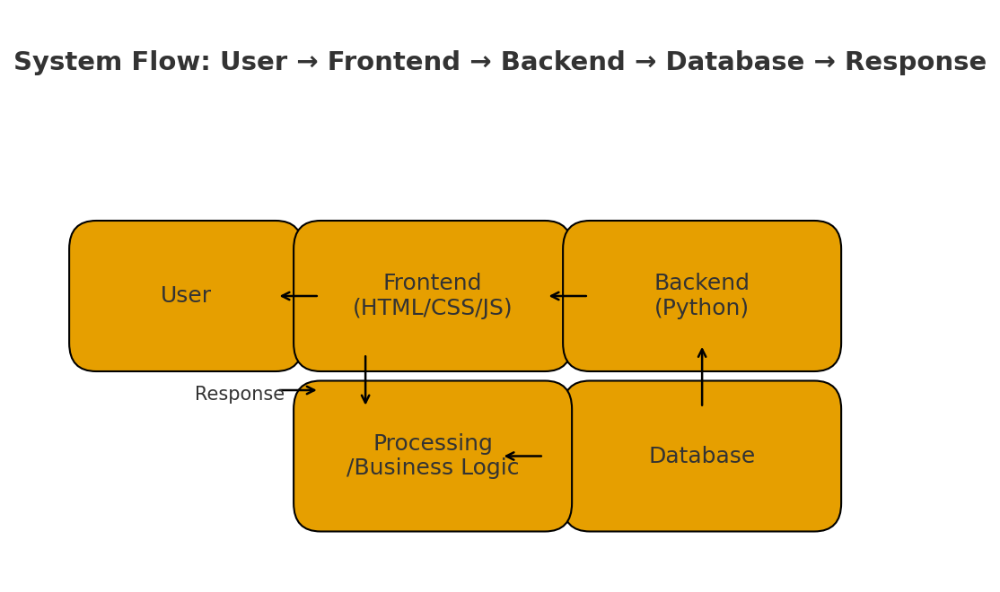 System Flow: User → Frontend → Backend → Database → Response
User
Frontend
(HTML/CSS/JS)
Backend
(Python)
Response
Processing
/Business Logic
Database